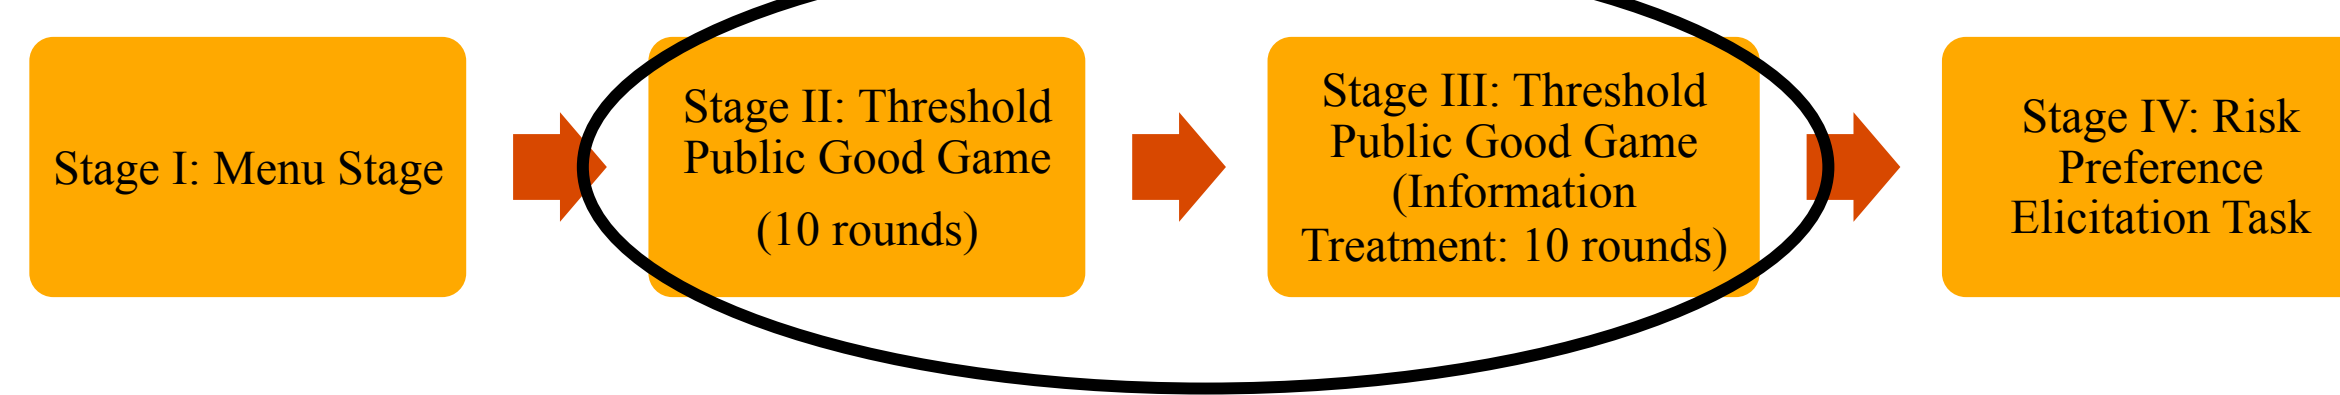 Stage I: Menu Stage
Stage II: Threshold
Public Good Game
(10 rounds)
Stage III: Threshold
Public Good Game
(Information
Treatment: 10 rounds)
Stage IV: Risk
Preference
Elicitation Task